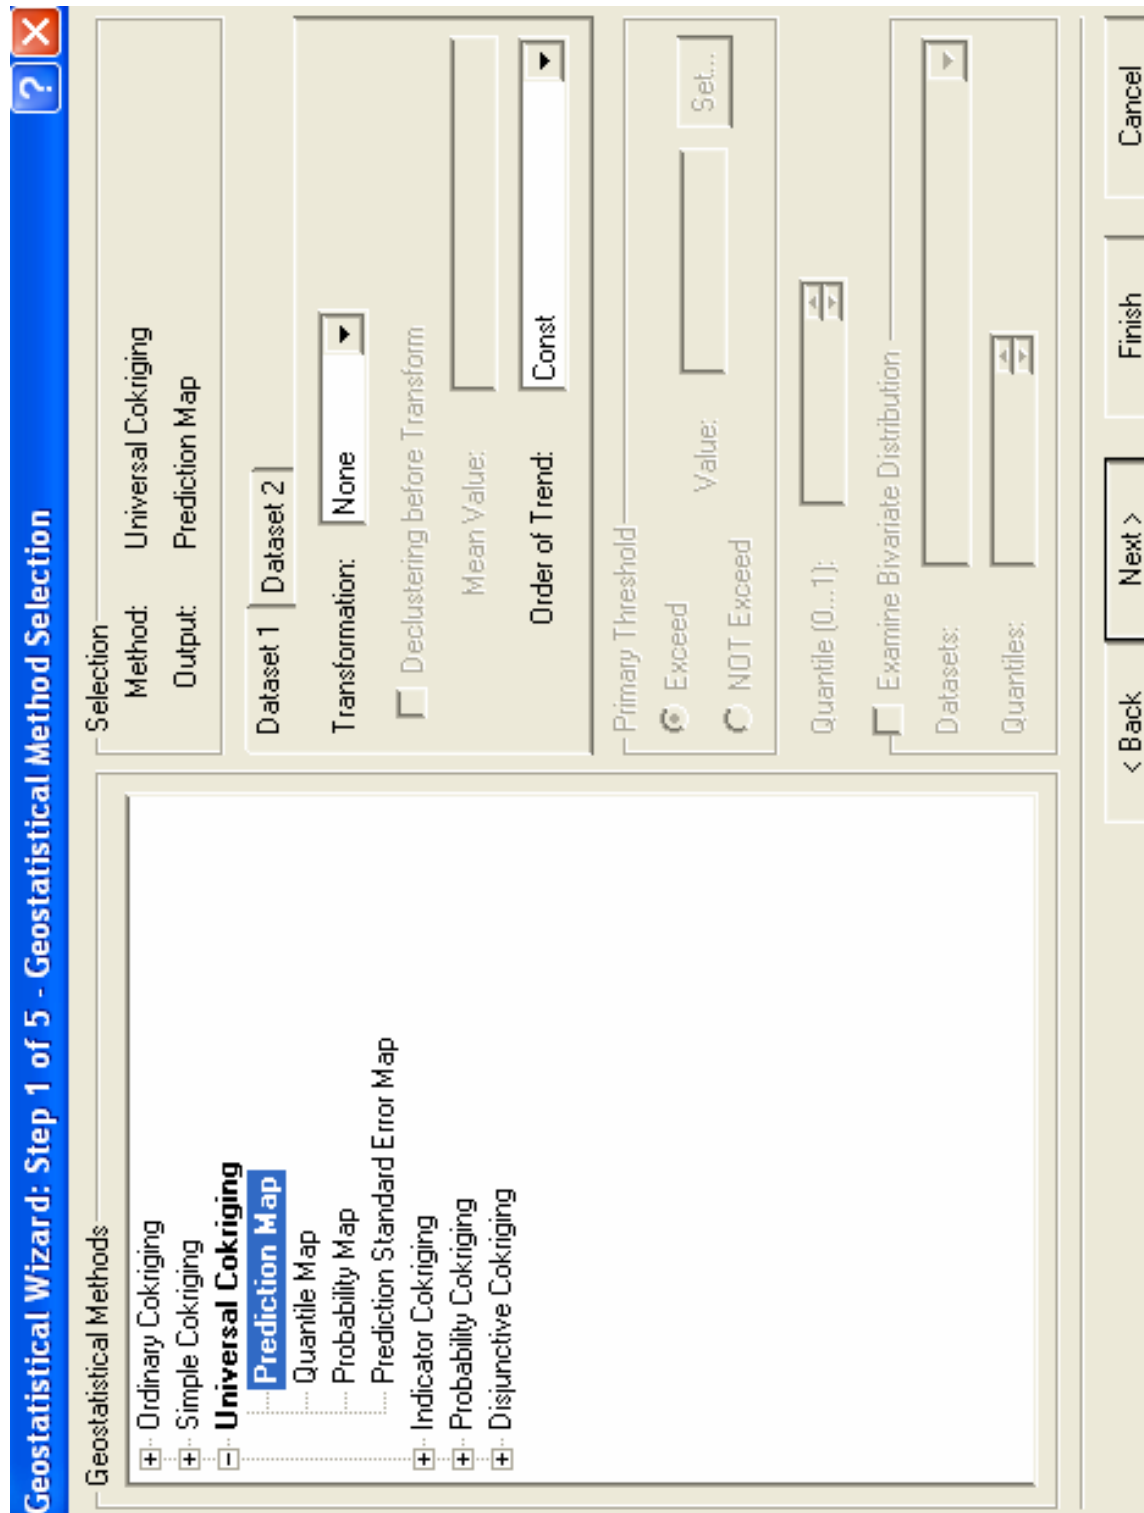 Geostatistical Wizard: Step 1 of 5 - Geostatistical Method Selection
Geostatistical Methods
Ordinary Cokriging
Simple Cokriging
Universal Cokriging
Prediction Map
Quantile Map
Probability Map
Prediction Standard Error Map
Indicator Cokriging
Probability Cokriging
Disjunctive Cokriging
Selection
Method: Universal Cokriging
Output: Prediction Map
Dataset 1 Dataset 2
Transformation: None
Declustering before Transform
Mean Value:
Order of Trend: Const
Primary Threshold
Exceed
NOT Exceed
Value: Set...
Quantile (0...1):
Examine Bivariate Distribution
Datasets:
Quantiles:
< Back Next > Finish Cancel